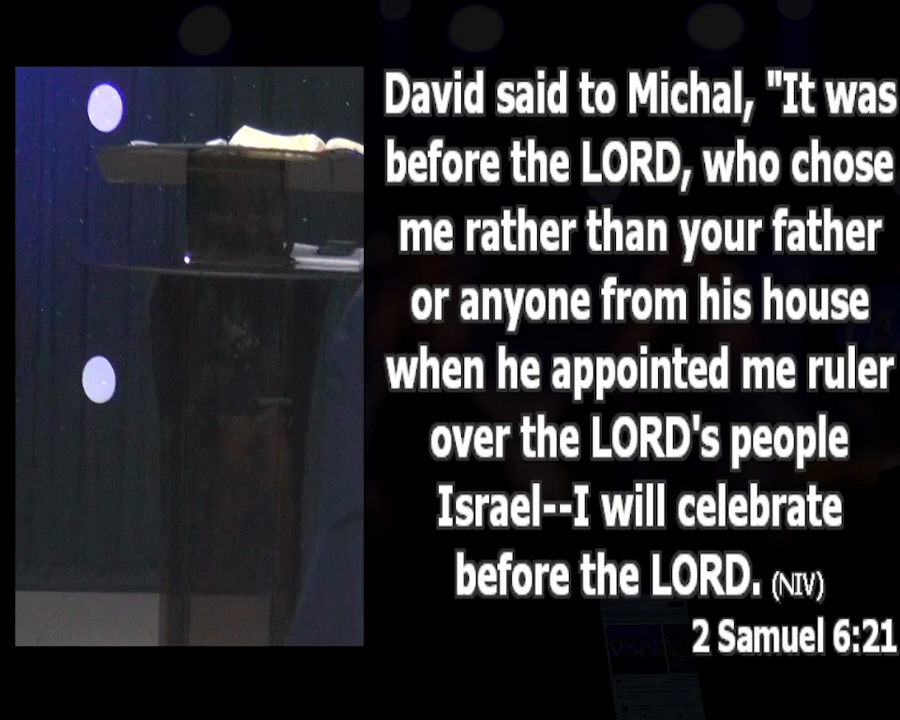 David said to Michal, "It was
before the LORD, who chose
me rather than your father
or anyone from his house
when he appointed me ruler
over the LORD's people
Israel--I will celebrate
before the LORD. (NIV)
2 Samuel 6:21